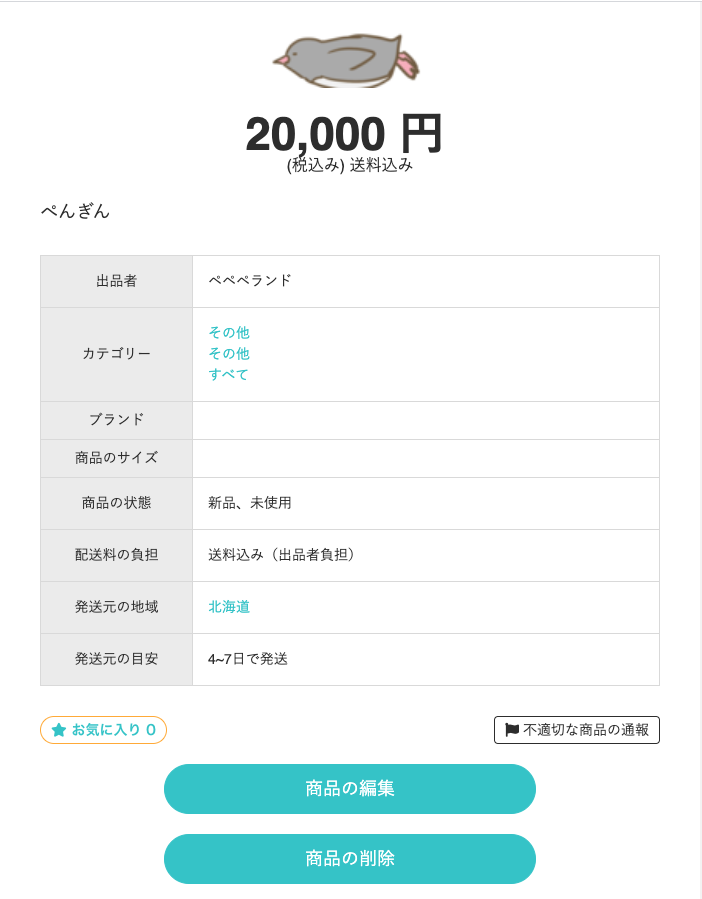 20,000 円
(税込み) 送料込み
ぺんぎん
出品者
ペペペランド
カテゴリー
その他
その他
すべて
ブランド
商品のサイズ
商品の状態
新品、未使用
配送料の負担
送料込み（出品者負担）
発送元の地域
北海道
発送元の目安
4~7日で発送
お気に入り 0
不適切な商品の通報
商品の編集
商品の削除